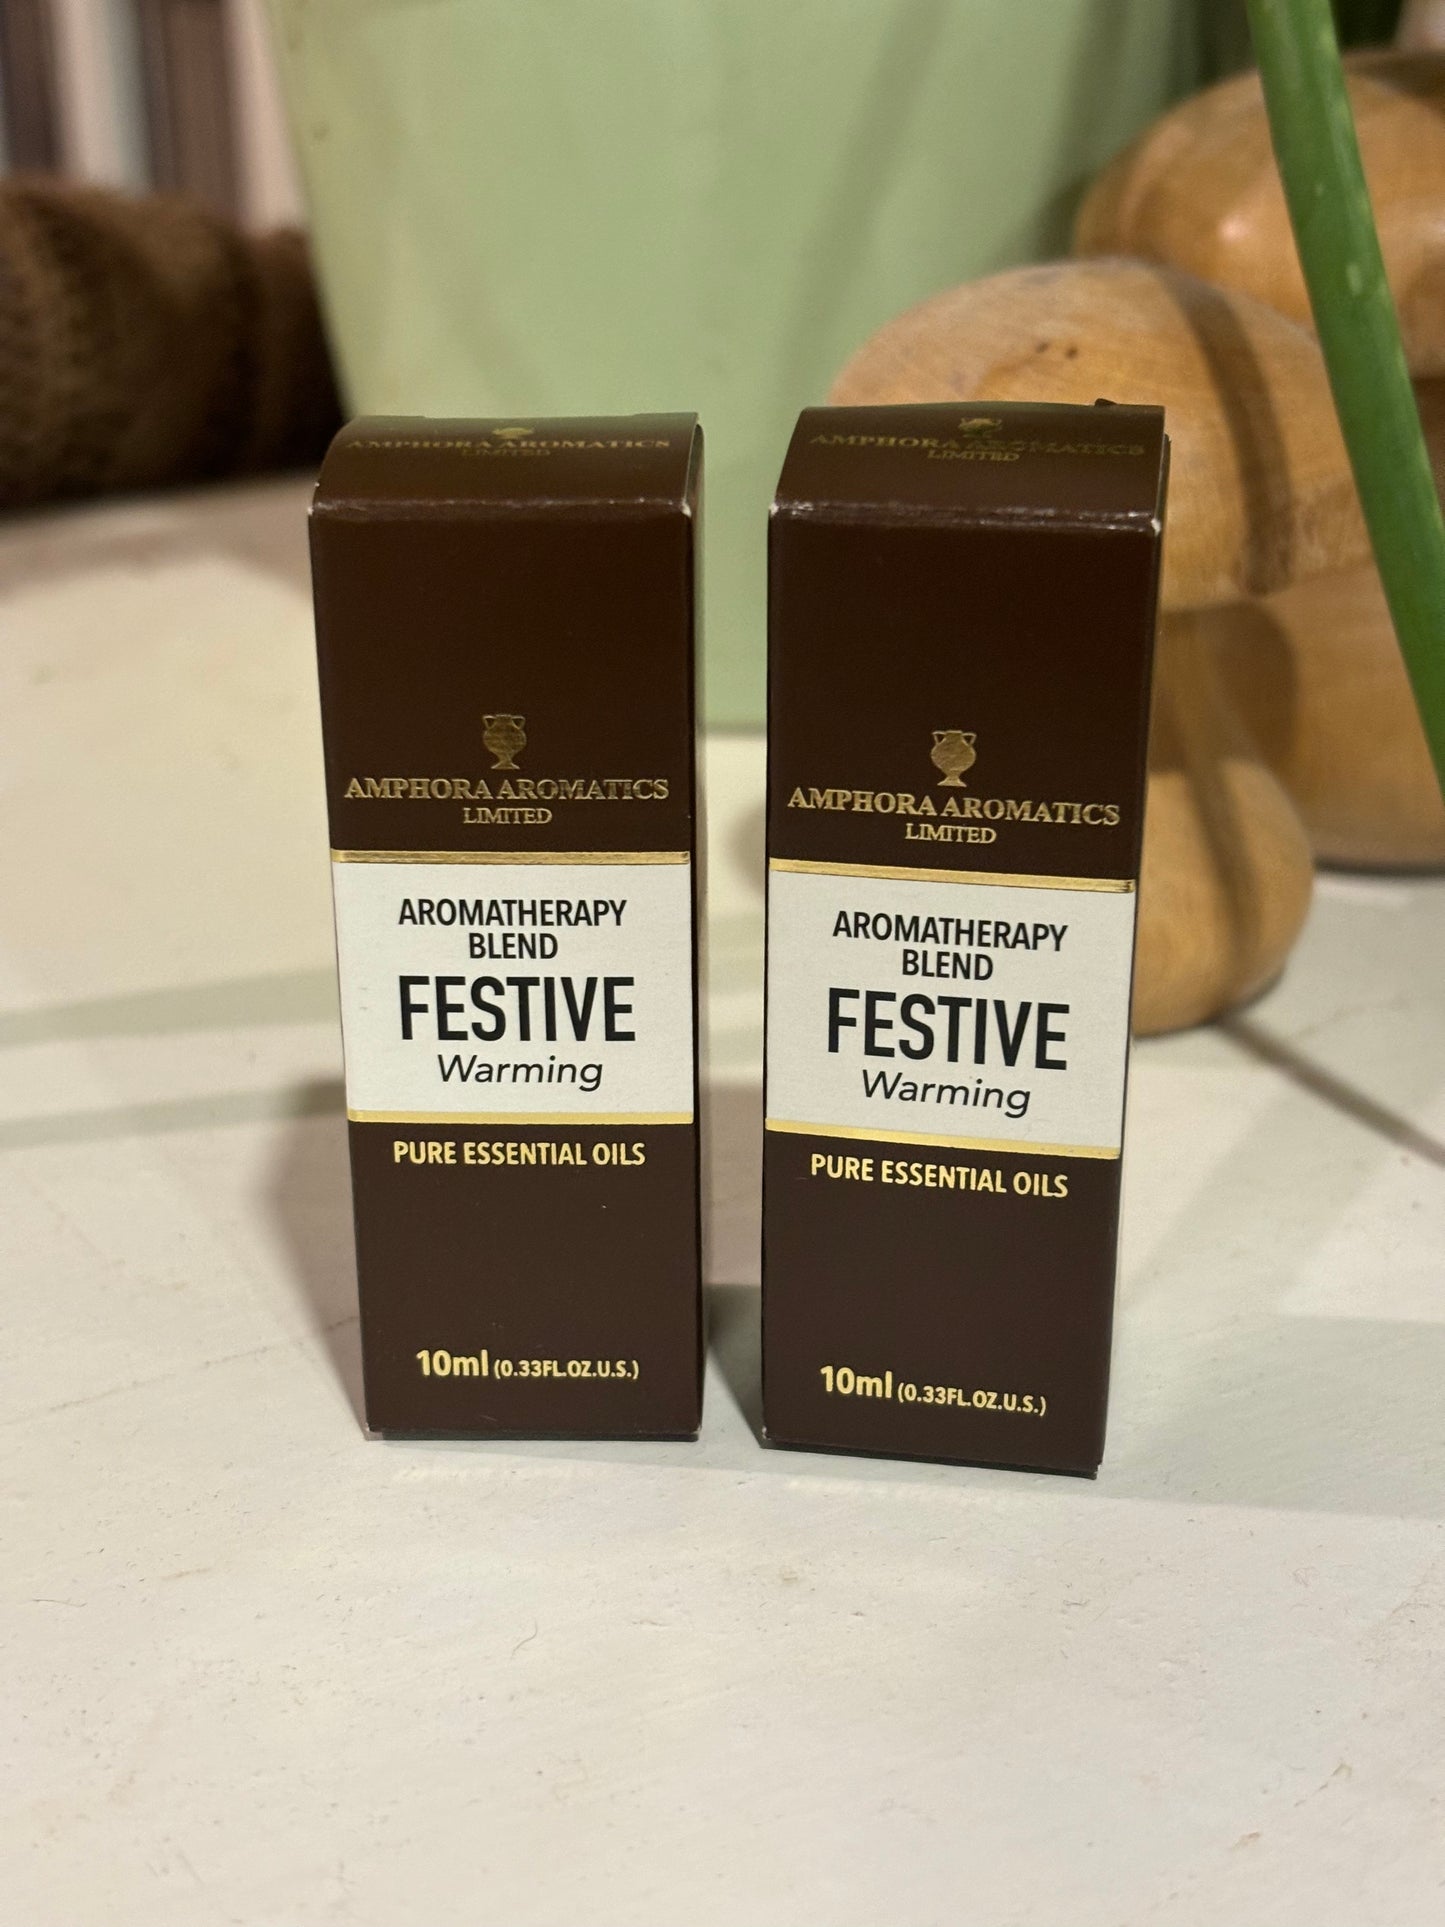 AMPHORA AROMATICS
LIMITED
AMPHORA AROMATICS
LIMITED
AROMATHERAPY
BLEND
FESTIVE
Warming
PURE ESSENTIAL OILS
10ml (0.33FL.OZ.U.S.)
AMPHORA AROMATICS
LIMITED
AMPHORA AROMATICS
LIMITED
AROMATHERAPY
BLEND
FESTIVE
Warming
PURE ESSENTIAL OILS
10ml (0.33FL.OZ.U.S.)